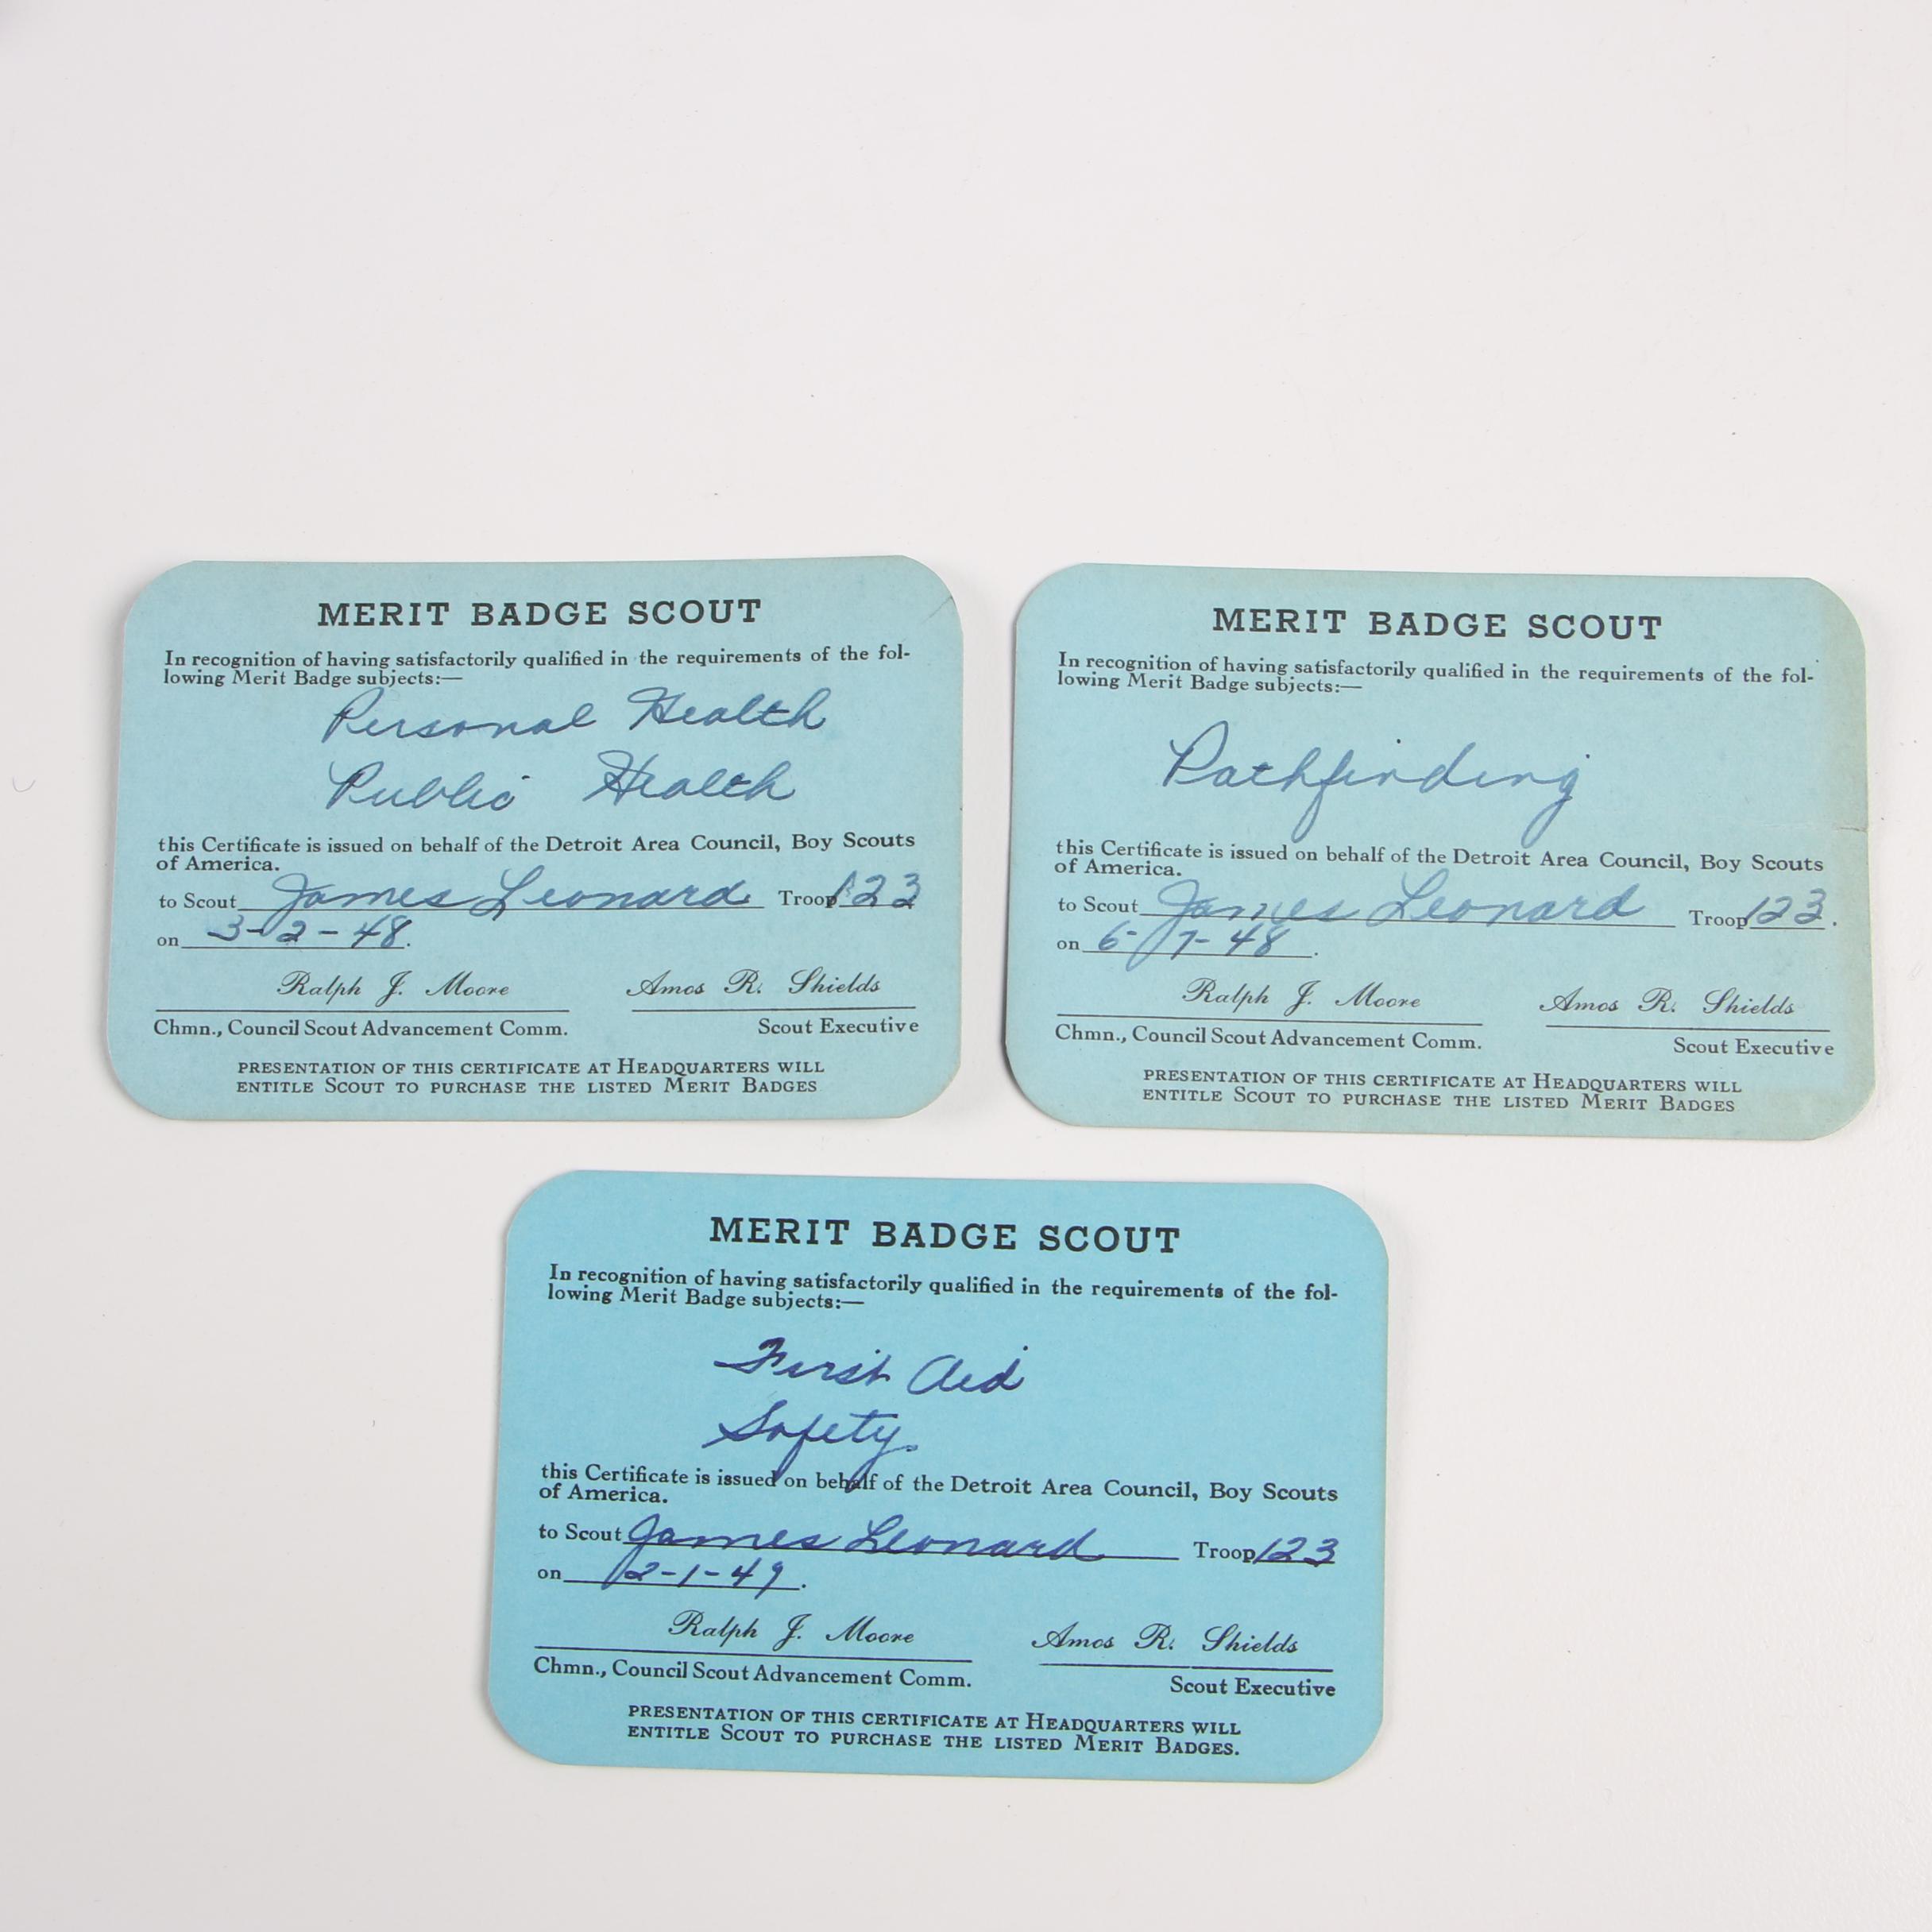 MERIT BADGE SCOUT
In recognition of having satisfactorily qualified in the requirements of the fol-
lowing Merit Badge subjects:—
Personal Health
Public Health
this Certificate is issued on behalf of the Detroit Area Council, Boy Scouts
of America.
to Scout James Leonard Troop 123
on 3-2-48.
Ralph J. Moore Amos R. Shields
Chmn., Council Scout Advancement Comm. Scout Executive
PRESENTATION OF THIS CERTIFICATE AT HEADQUARTERS WILL
ENTITLE SCOUT TO PURCHASE THE LISTED MERIT BADGES
MERIT BADGE SCOUT
In recognition of having satisfactorily qualified in the requirements of the fol-
lowing Merit Badge subjects:—
Pathfinding
this Certificate is issued on behalf of the Detroit Area Council, Boy Scouts
of America.
to Scout James Leonard Troop 123.
on 6-7-48.
Ralph J. Moore Amos R. Shields
Chmn., Council Scout Advancement Comm. Scout Executive
PRESENTATION OF THIS CERTIFICATE AT HEADQUARTERS WILL
ENTITLE SCOUT TO PURCHASE THE LISTED MERIT BADGES
MERIT BADGE SCOUT
In recognition of having satisfactorily qualified in the requirements of the fol-
lowing Merit Badge subjects:—
First Aid
Safety
this Certificate is issued on behalf of the Detroit Area Council, Boy Scouts
of America.
to Scout James Leonard Troop 123
on 12-1-49.
Ralph J. Moore Amos R. Shields
Chmn., Council Scout Advancement Comm. Scout Executive
PRESENTATION OF THIS CERTIFICATE AT HEADQUARTERS WILL
ENTITLE SCOUT TO PURCHASE THE LISTED MERIT BADGES.